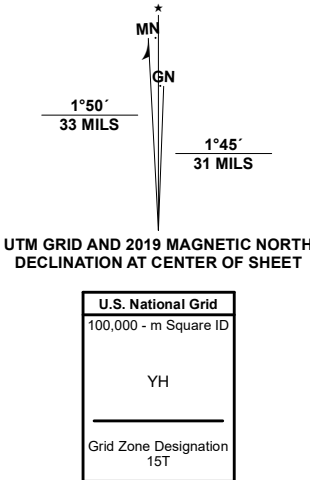 ★
MN
GN
1°50´
33 MILS
1°45´
31 MILS
UTM GRID AND 2019 MAGNETIC NORTH
DECLINATION AT CENTER OF SHEET
U.S. National Grid
100,000 - m Square ID
YH
Grid Zone Designation
15T